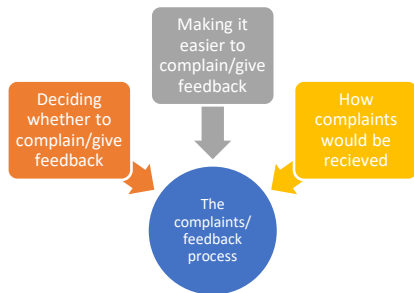 Making it
easier to
complain/give
feedback
Deciding
whether to
complain/give
feedback
How
complaints
would be
recieved
The
complaints/
feedback
process